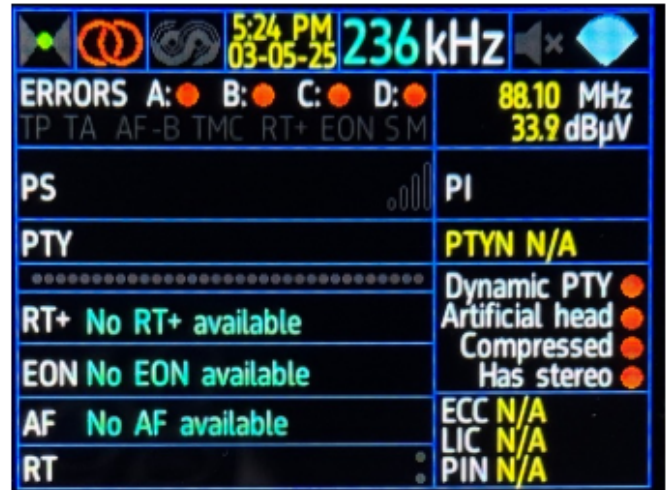 5:24 PM
03-05-25
236 kHz
ERRORS A: B: C: D:
TP TA AF-B TMC RT+ EON S M
88.10 MHz
33.9 dBµV
PS
PI
PTY
PTYN N/A
Dynamic PTY
Artificial head
Compressed
Has stereo
RT+ No RT+ available
EON No EON available
AF No AF available
RT
ECC N/A
LIC N/A
PIN N/A